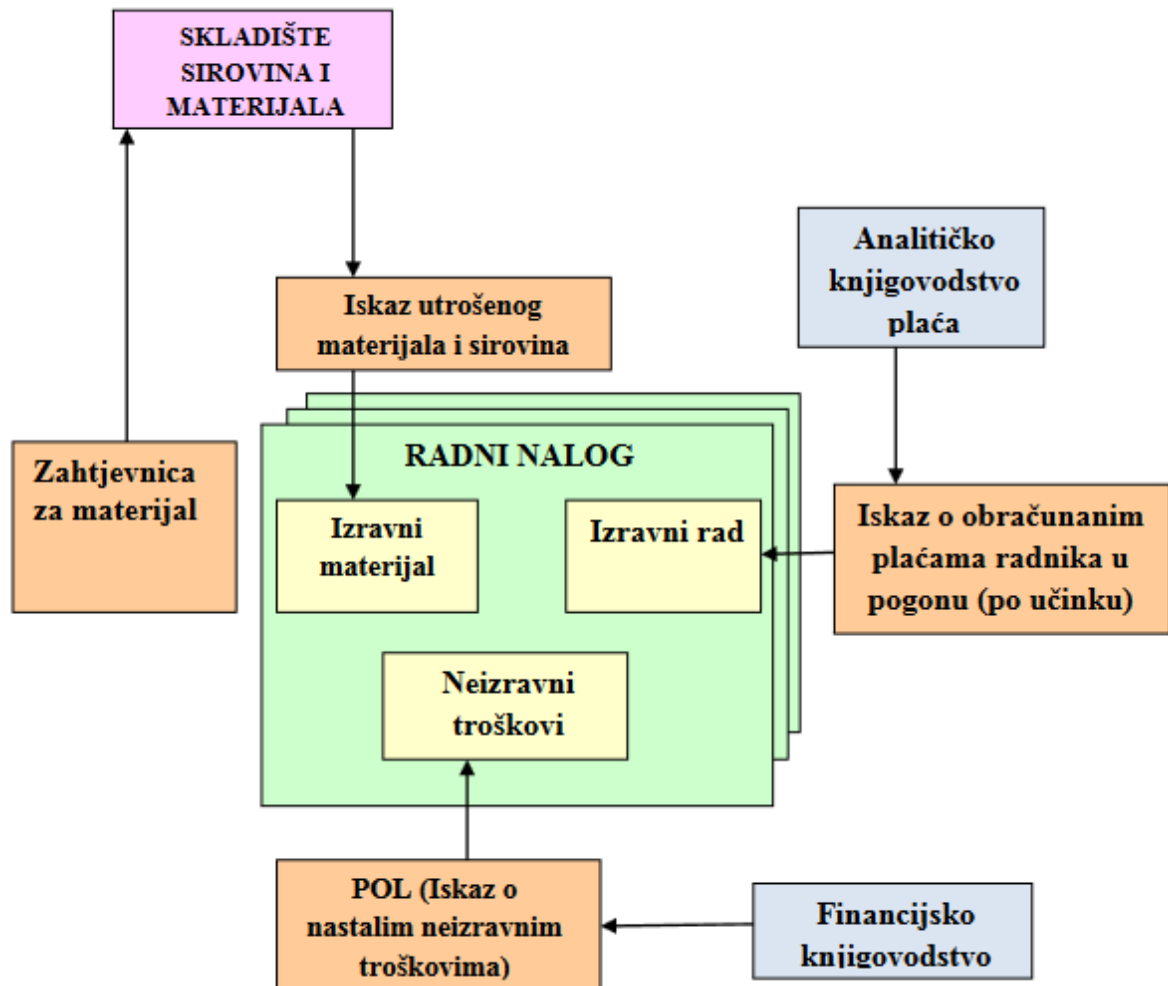 SKLADIŠTE
SIROVINA I
MATERIJALA
Analitičko
knjigovodstvo
plaća
Iskaz utrošenog
materijala i sirovina
Zahtjevnica
za materijal
RADNI NALOG
Izravni
materijal
Izravni rad
Iskaz o obračunanim
plaćama radnika u
pogonu (po učinku)
Neizravni
troškovi
POL (Iskaz o
nastalim neizravnim
troškovima)
Financijsko
knjigovodstvo